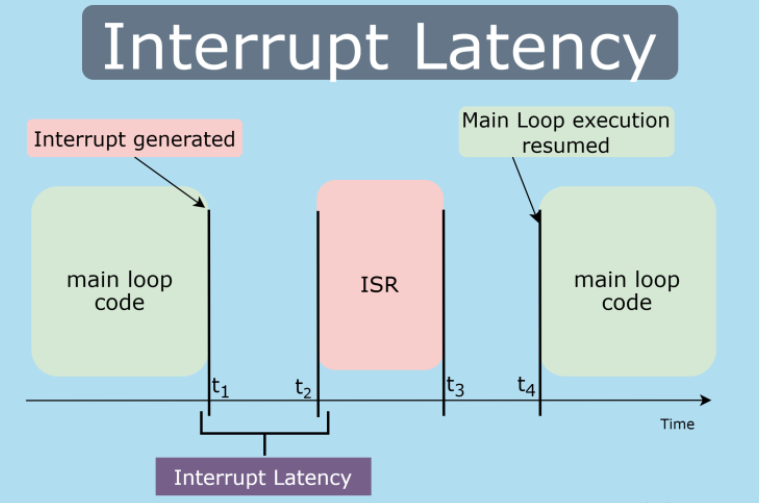 Interrupt Latency
Interrupt generated
Main Loop execution
resumed
main loop
code
ISR
main loop
code
t₁
t₂
t₃
t₄
Time
Interrupt Latency